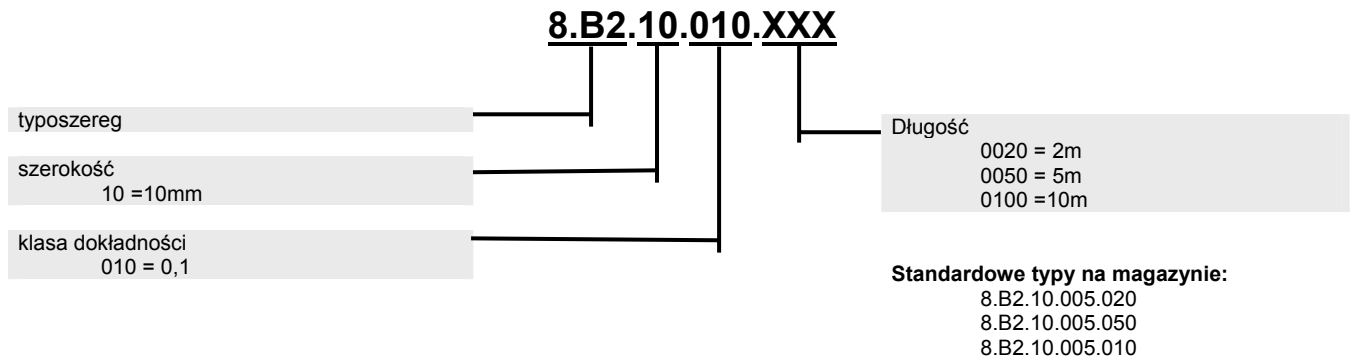 8.B2.10.010.XXX
typoszereg
szerokość
10 =10mm
klasa dokładności
010 = 0,1
Długość
0020 = 2m
0050 = 5m
0100 =10m
Standardowe typy na magazynie:
8.B2.10.005.020
8.B2.10.005.050
8.B2.10.005.010